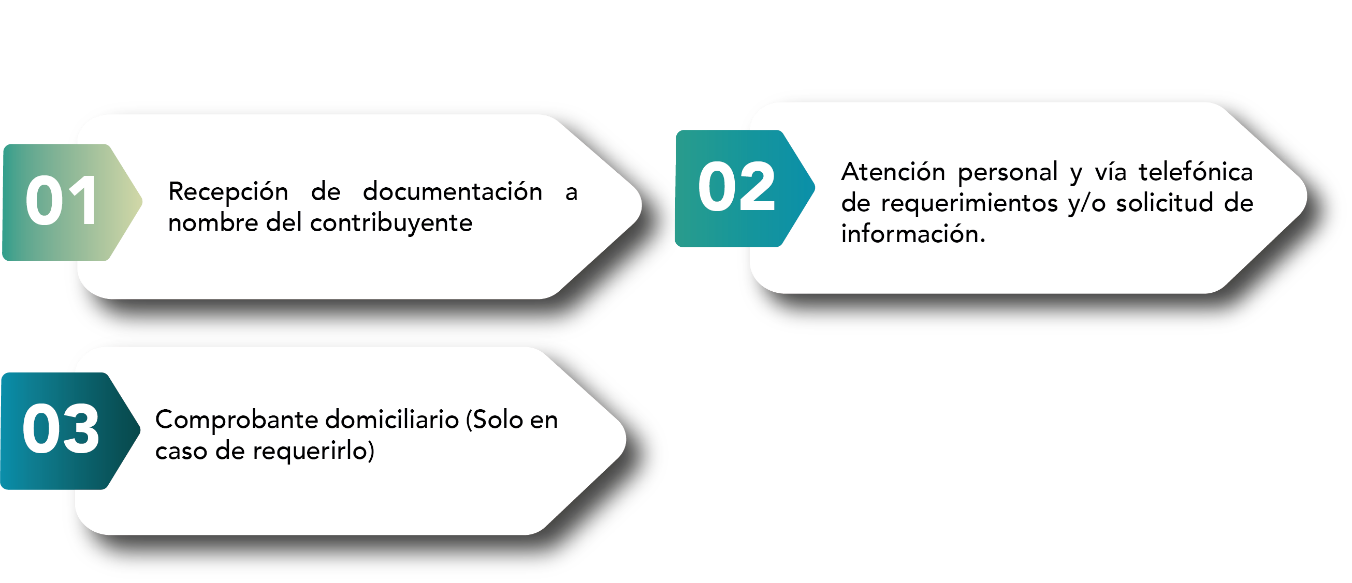 01
Recepción de documentación a
nombre del contribuyente
02
Atención personal y vía telefónica
de requerimientos y/o solicitud de
información.
03
Comprobante domiciliario (Solo en
caso de requerirlo)